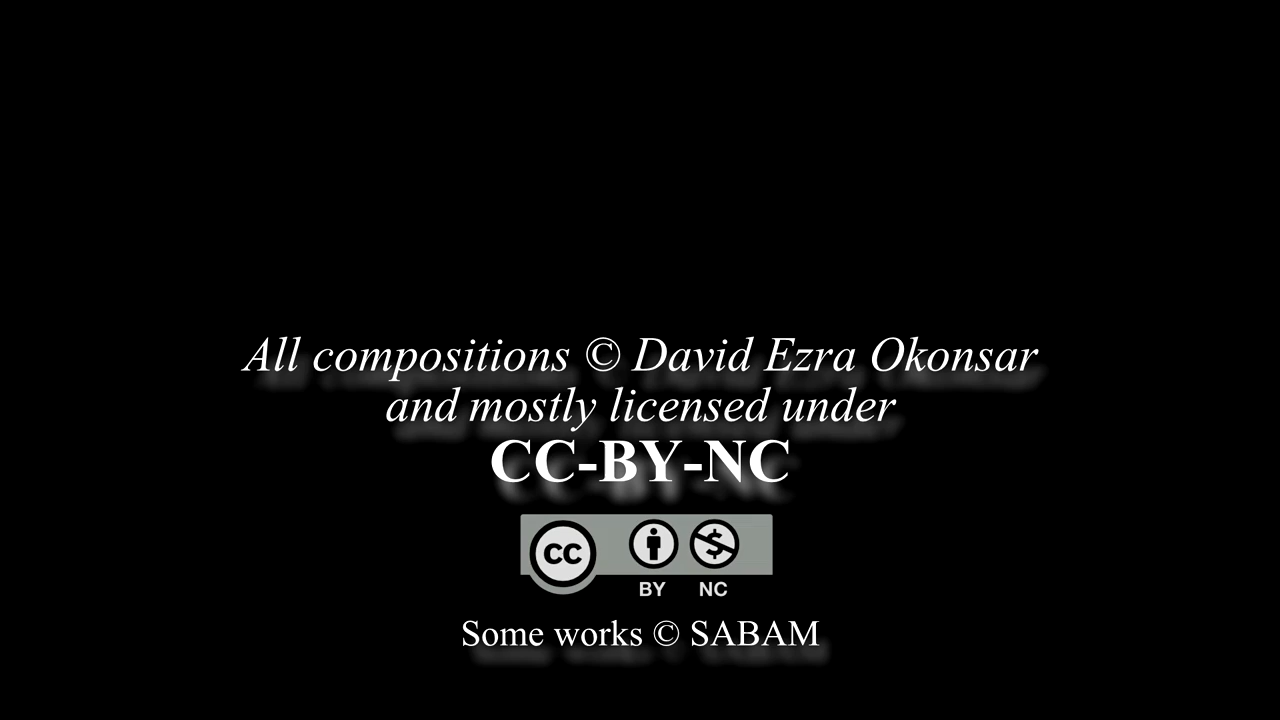 All compositions © David Ezra Okonsar
and mostly licensed under
CC-BY-NC
cc BY NC
Some works © SABAM